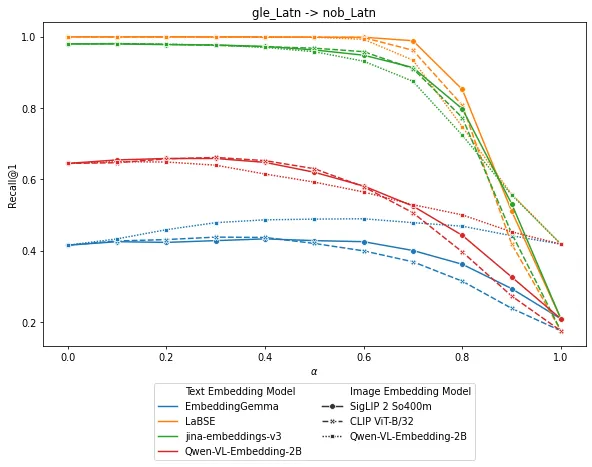 gle_Latn -> nob_Latn
Recall@1
1.0
0.8
0.6
0.4
0.2
0.0 0.2 0.4 0.6 0.8 1.0
α
Text Embedding Model Image Embedding Model
EmbeddingGemma SigLIP 2 So400m
LaBSE CLIP ViT-B/32
jina-embeddings-v3 Qwen-VL-Embedding-2B
Qwen-VL-Embedding-2B